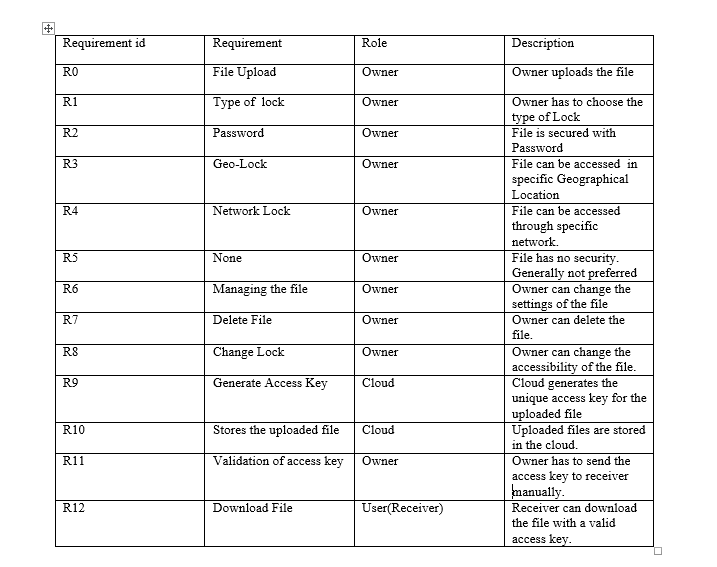 Requirement id Requirement Role Description
R0 File Upload Owner Owner uploads the file
R1 Type of lock Owner Owner has to choose the
type of Lock
R2 Password Owner File is secured with
Password
R3 Geo-Lock Owner File can be accessed in
specific Geographical
Location
R4 Network Lock Owner File can be accessed
through specific
network.
R5 None Owner File has no security.
Generally not preferred
R6 Managing the file Owner Owner can change the
settings of the file
R7 Delete File Owner Owner can delete the
file.
R8 Change Lock Owner Owner can change the
accessibility of the file.
R9 Generate Access Key Cloud Cloud generates the
unique access key for the
uploaded file
R10 Stores the uploaded file Cloud Uploaded files are stored
in the cloud.
R11 Validation of access key Owner Owner has to send the
access key to receiver
manually.
R12 Download File User(Receiver) Receiver can download
the file with a valid
access key.